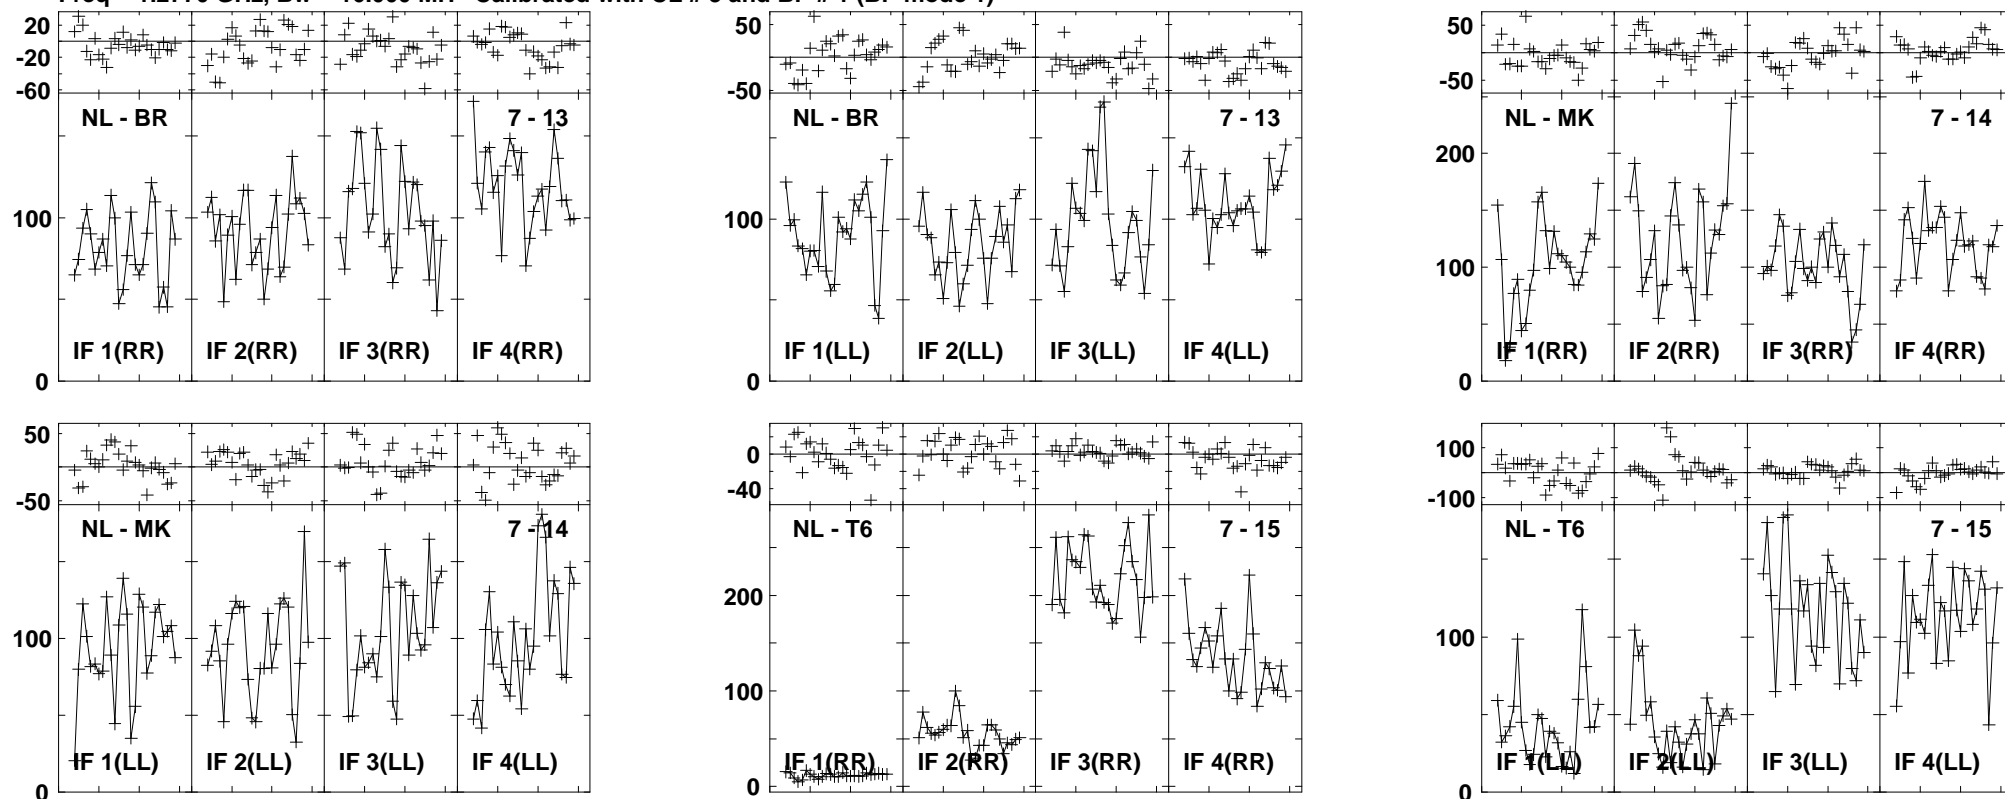 20
-20
-60
NL - BR
7 - 13
100
IF 1(RR)
IF 2(RR)
IF 3(RR)
IF 4(RR)
0
50
-50
NL - BR
7 - 13
100
IF 1(LL)
IF 2(LL)
IF 3(LL)
IF 4(LL)
0
50
-50
NL - MK
7 - 14
200
100
IF 1(RR)
IF 2(RR)
IF 3(RR)
IF 4(RR)
0
50
-50
NL - MK
7 - 14
100
IF 1(LL)
IF 2(LL)
IF 3(LL)
IF 4(LL)
0
0
-40
NL - T6
7 - 15
200
100
IF 1(RR)
IF 2(RR)
IF 3(RR)
IF 4(RR)
0
100
-100
NL - T6
7 - 15
100
IF 1(LL)
IF 2(LL)
IF 3(LL)
IF 4(LL)
0